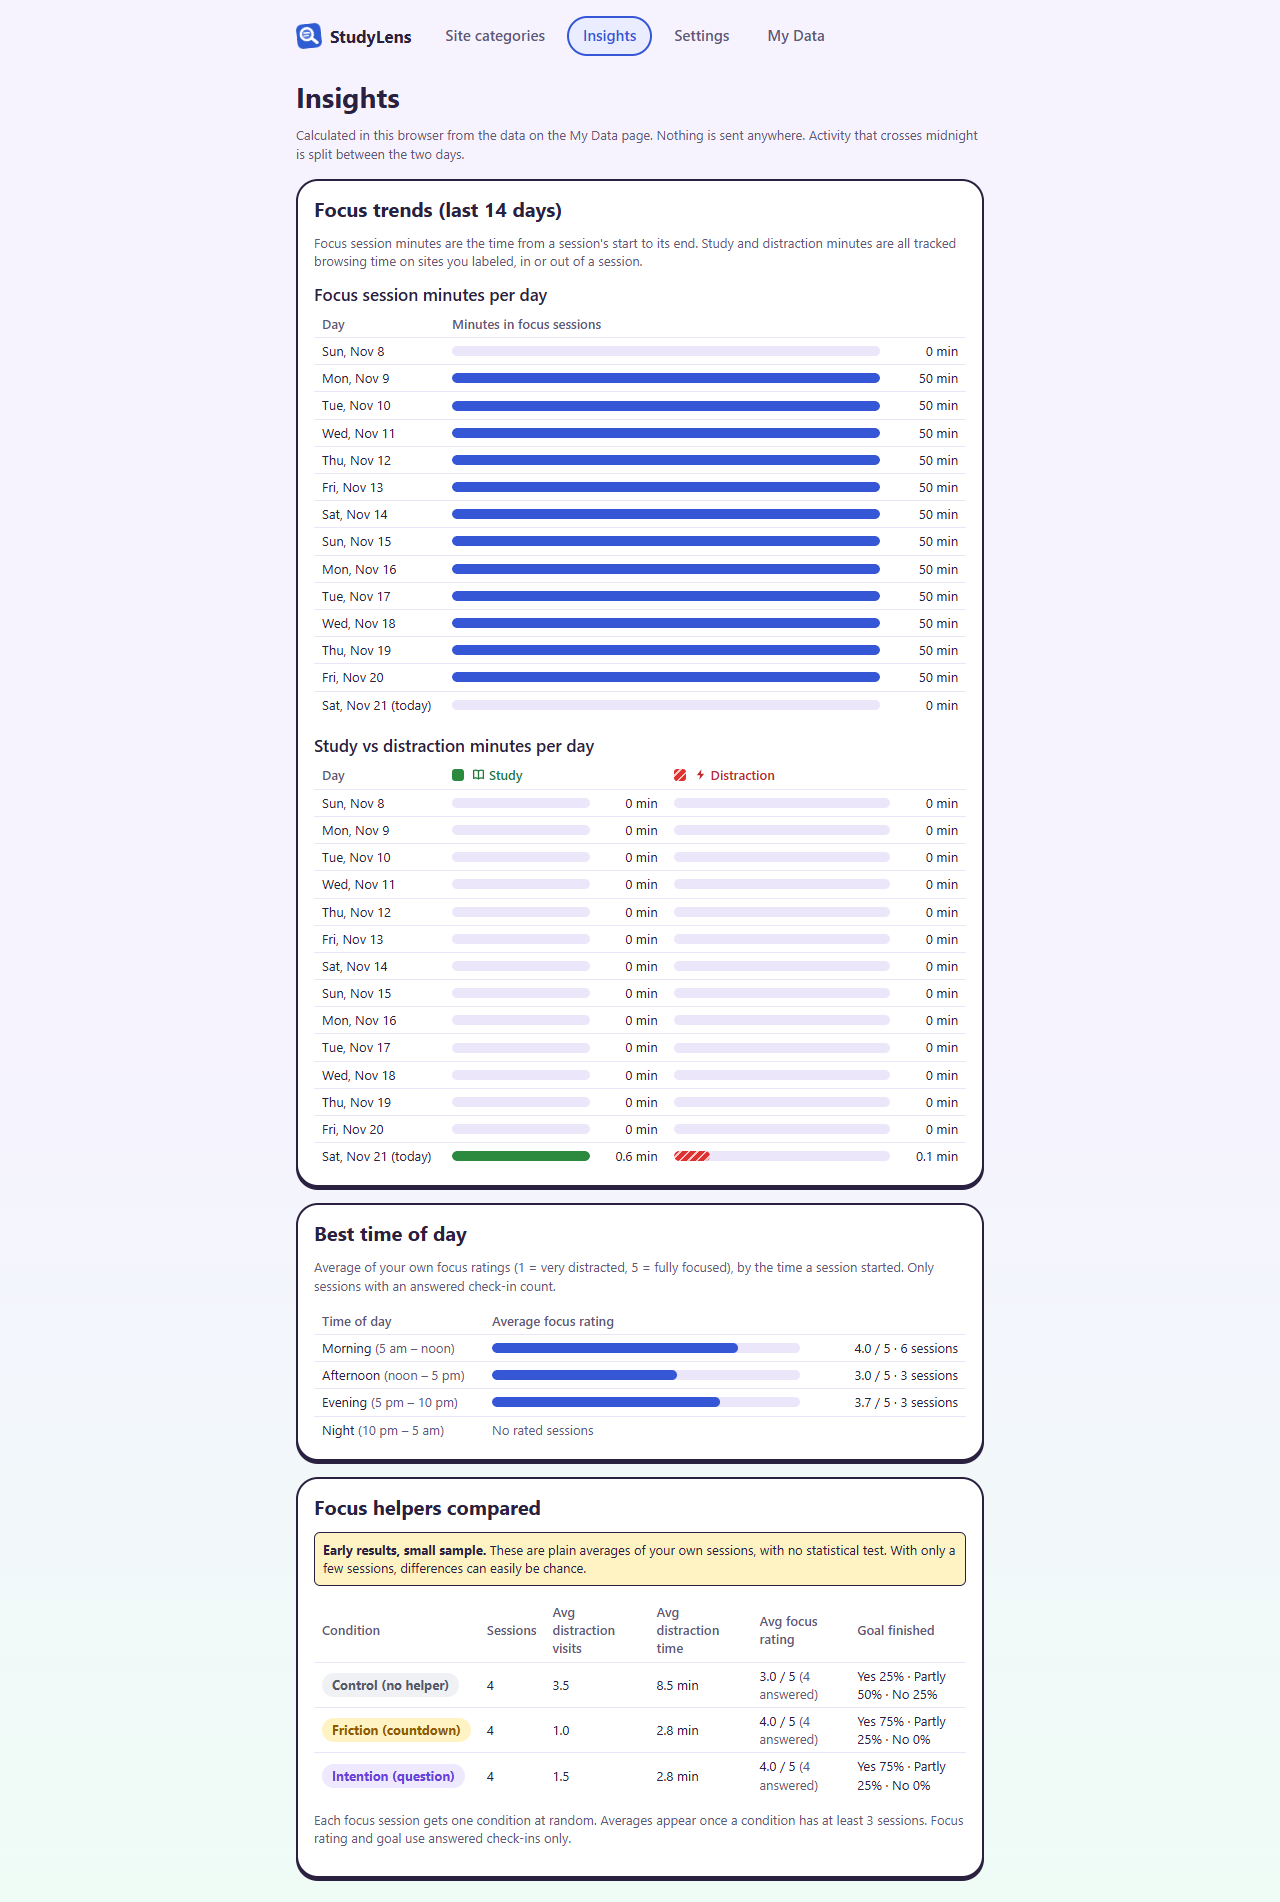 StudyLens Site categories Insights Settings My Data
Insights
Calculated in this browser from the data on the My Data page. Nothing is sent anywhere. Activity that crosses midnight
is split between the two days.
Focus trends (last 14 days)
Focus session minutes are the time from a session's start to its end. Study and distraction minutes are all tracked
browsing time on sites you labeled, in or out of a session.
Focus session minutes per day
Day Minutes in focus sessions
Sun, Nov 8 0 min
Mon, Nov 9 50 min
Tue, Nov 10 50 min
Wed, Nov 11 50 min
Thu, Nov 12 50 min
Fri, Nov 13 50 min
Sat, Nov 14 50 min
Sun, Nov 15 50 min
Mon, Nov 16 50 min
Tue, Nov 17 50 min
Wed, Nov 18 50 min
Thu, Nov 19 50 min
Fri, Nov 20 50 min
Sat, Nov 21 (today) 0 min
Study vs distraction minutes per day
Day Study Distraction
Sun, Nov 8 0 min 0 min
Mon, Nov 9 0 min 0 min
Tue, Nov 10 0 min 0 min
Wed, Nov 11 0 min 0 min
Thu, Nov 12 0 min 0 min
Fri, Nov 13 0 min 0 min
Sat, Nov 14 0 min 0 min
Sun, Nov 15 0 min 0 min
Mon, Nov 16 0 min 0 min
Tue, Nov 17 0 min 0 min
Wed, Nov 18 0 min 0 min
Thu, Nov 19 0 min 0 min
Fri, Nov 20 0 min 0 min
Sat, Nov 21 (today) 0.6 min 0.1 min
Best time of day
Average of your own focus ratings (1 = very distracted, 5 = fully focused), by the time a session started. Only
sessions with an answered check-in count.
Time of day Average focus rating
Morning (5 am – noon) 4.0 / 5 · 6 sessions
Afternoon (noon – 5 pm) 3.0 / 5 · 3 sessions
Evening (5 pm – 10 pm) 3.7 / 5 · 3 sessions
Night (10 pm – 5 am) No rated sessions
Focus helpers compared
Early results, small sample. These are plain averages of your own sessions, with no statistical test. With only a
few sessions, differences can easily be chance.
Condition Sessions Avg distraction visits Avg distraction time Avg focus rating Goal finished
Control (no helper) 4 3.5 8.5 min 3.0 / 5 (4 answered) Yes 25% · Partly 50% · No 25%
Friction (countdown) 4 1.0 2.8 min 4.0 / 5 (4 answered) Yes 75% · Partly 25% · No 0%
Intention (question) 4 1.5 2.8 min 4.0 / 5 (4 answered) Yes 75% · Partly 25% · No 0%
Each focus session gets one condition at random. Averages appear once a condition has at least 3 sessions. Focus
rating and goal use answered check-ins only.